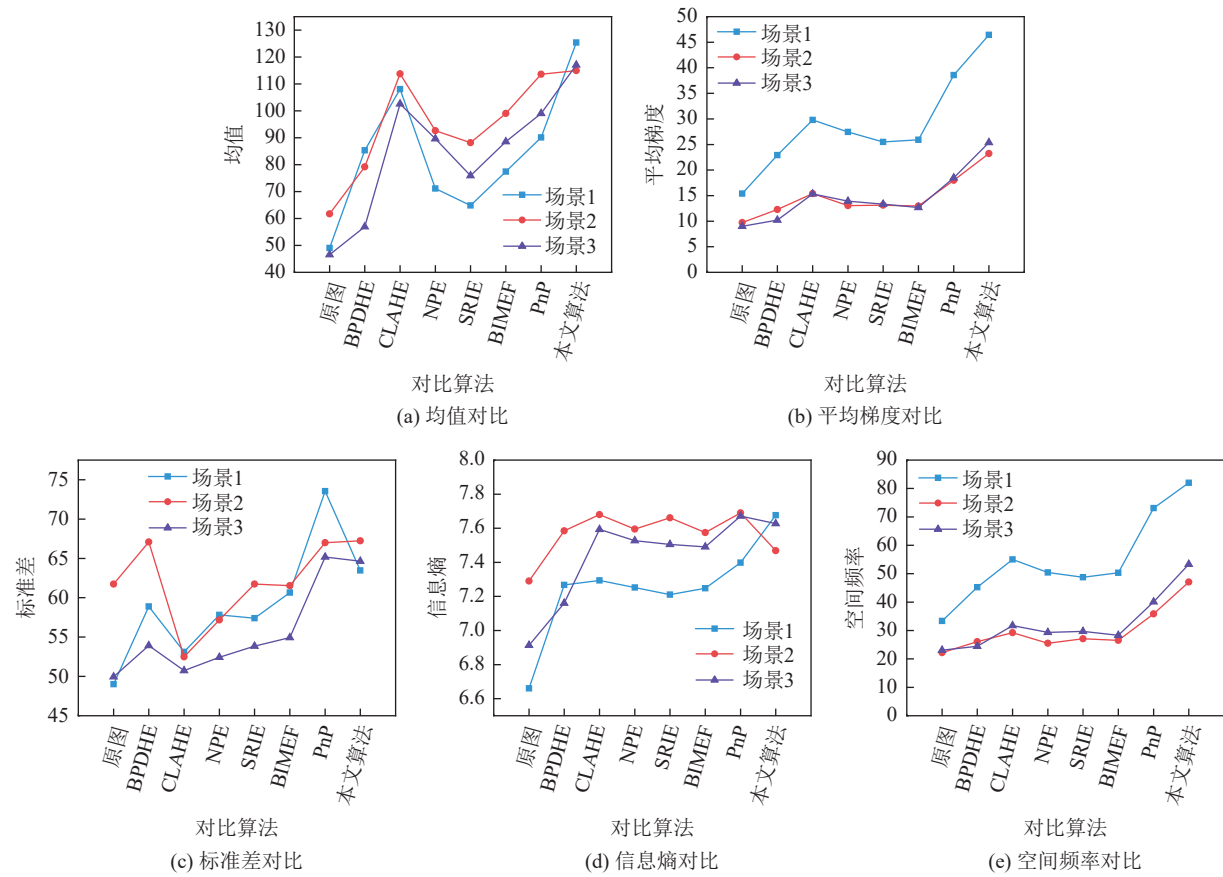 130
120
110
100
90
80
70
60
50
40
均值
场景1
场景2
场景3
原图
BPDHE
CLAHE
NPE
SRIE
BIMEF
PnP
本文算法
对比算法
(a) 均值对比
50
45
40
35
30
25
20
15
10
5
0
平均梯度
场景1
场景2
场景3
原图
BPDHE
CLAHE
NPE
SRIE
BIMEF
PnP
本文算法
对比算法
(b) 平均梯度对比
75
70
65
60
55
50
45
标准差
场景1
场景2
场景3
原图
BPDHE
CLAHE
NPE
SRIE
BIMEF
PnP
本文算法
对比算法
(c) 标准差对比
8.0
7.8
7.6
7.4
7.2
7.0
6.8
6.6
信息熵
场景1
场景2
场景3
原图
BPDHE
CLAHE
NPE
SRIE
BIMEF
PnP
本文算法
对比算法
(d) 信息熵对比
90
80
70
60
50
40
30
20
10
0
空间频率
场景1
场景2
场景3
原图
BPDHE
CLAHE
NPE
SRIE
BIMEF
PnP
本文算法
对比算法
(e) 空间频率对比